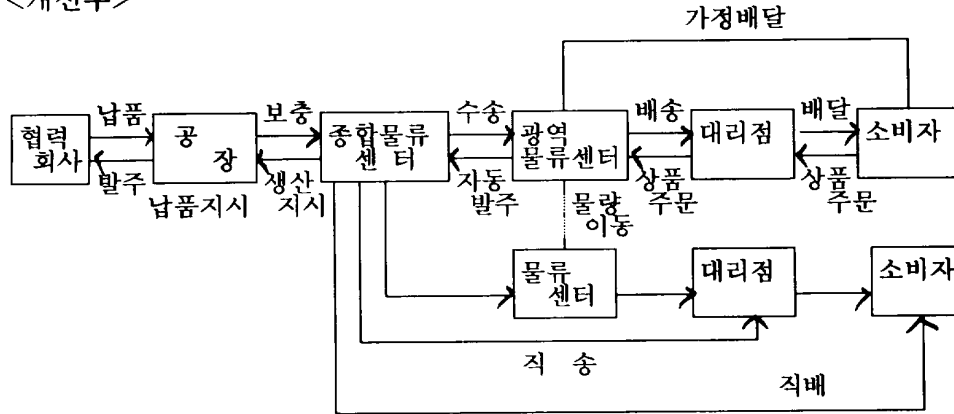 <개선후>
가정배달
납품
보충
수송
배송
배달
협력
회사
공
장
종합물류
센 터
광역
물류센터
대리점
소비자
발주
납품지시
생산
지시
자동
발주
물량
이동
상품
주문
상품
주문
물류
센터
대리점
소비자
직 송
직배